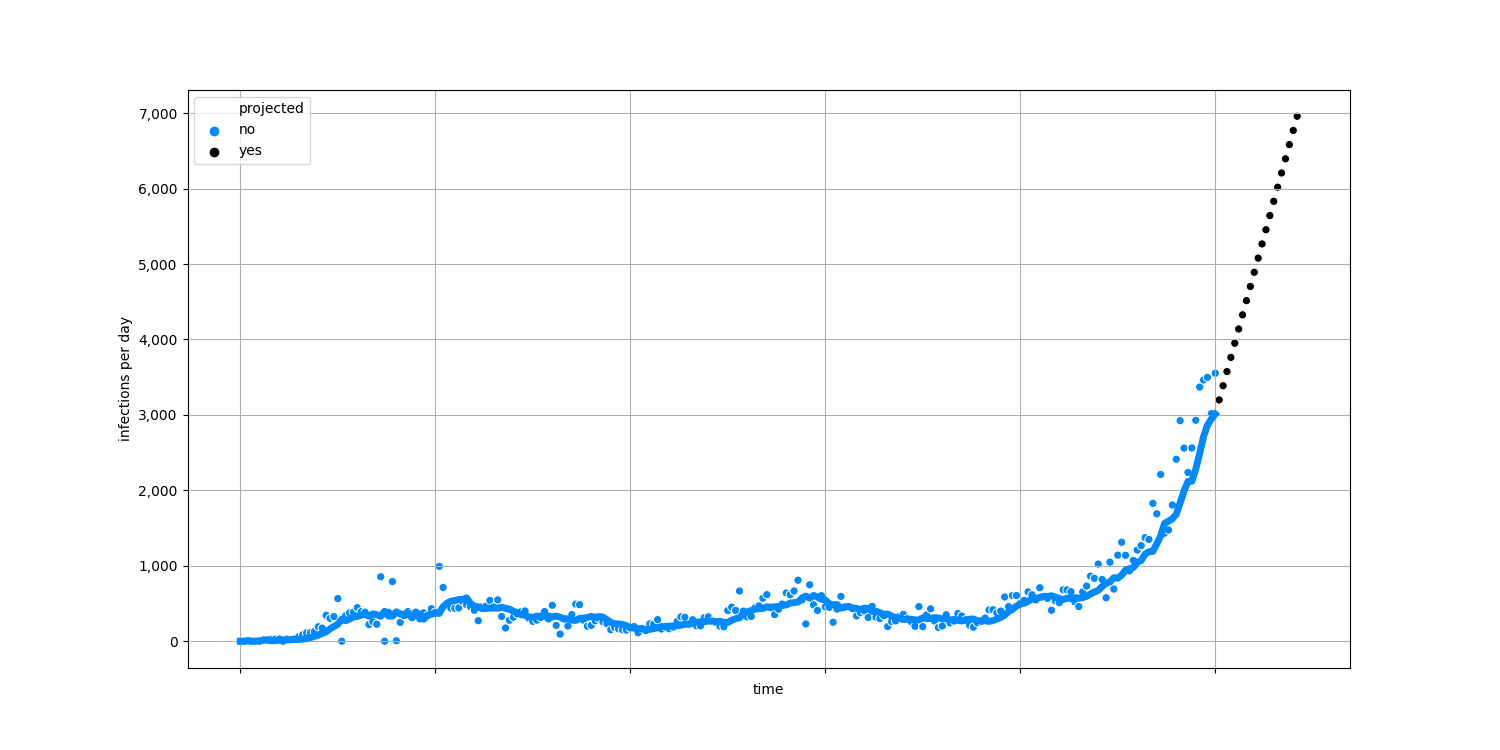 projected
no
yes
7,000
6,000
5,000
4,000
3,000
2,000
1,000
0
infections per day
time